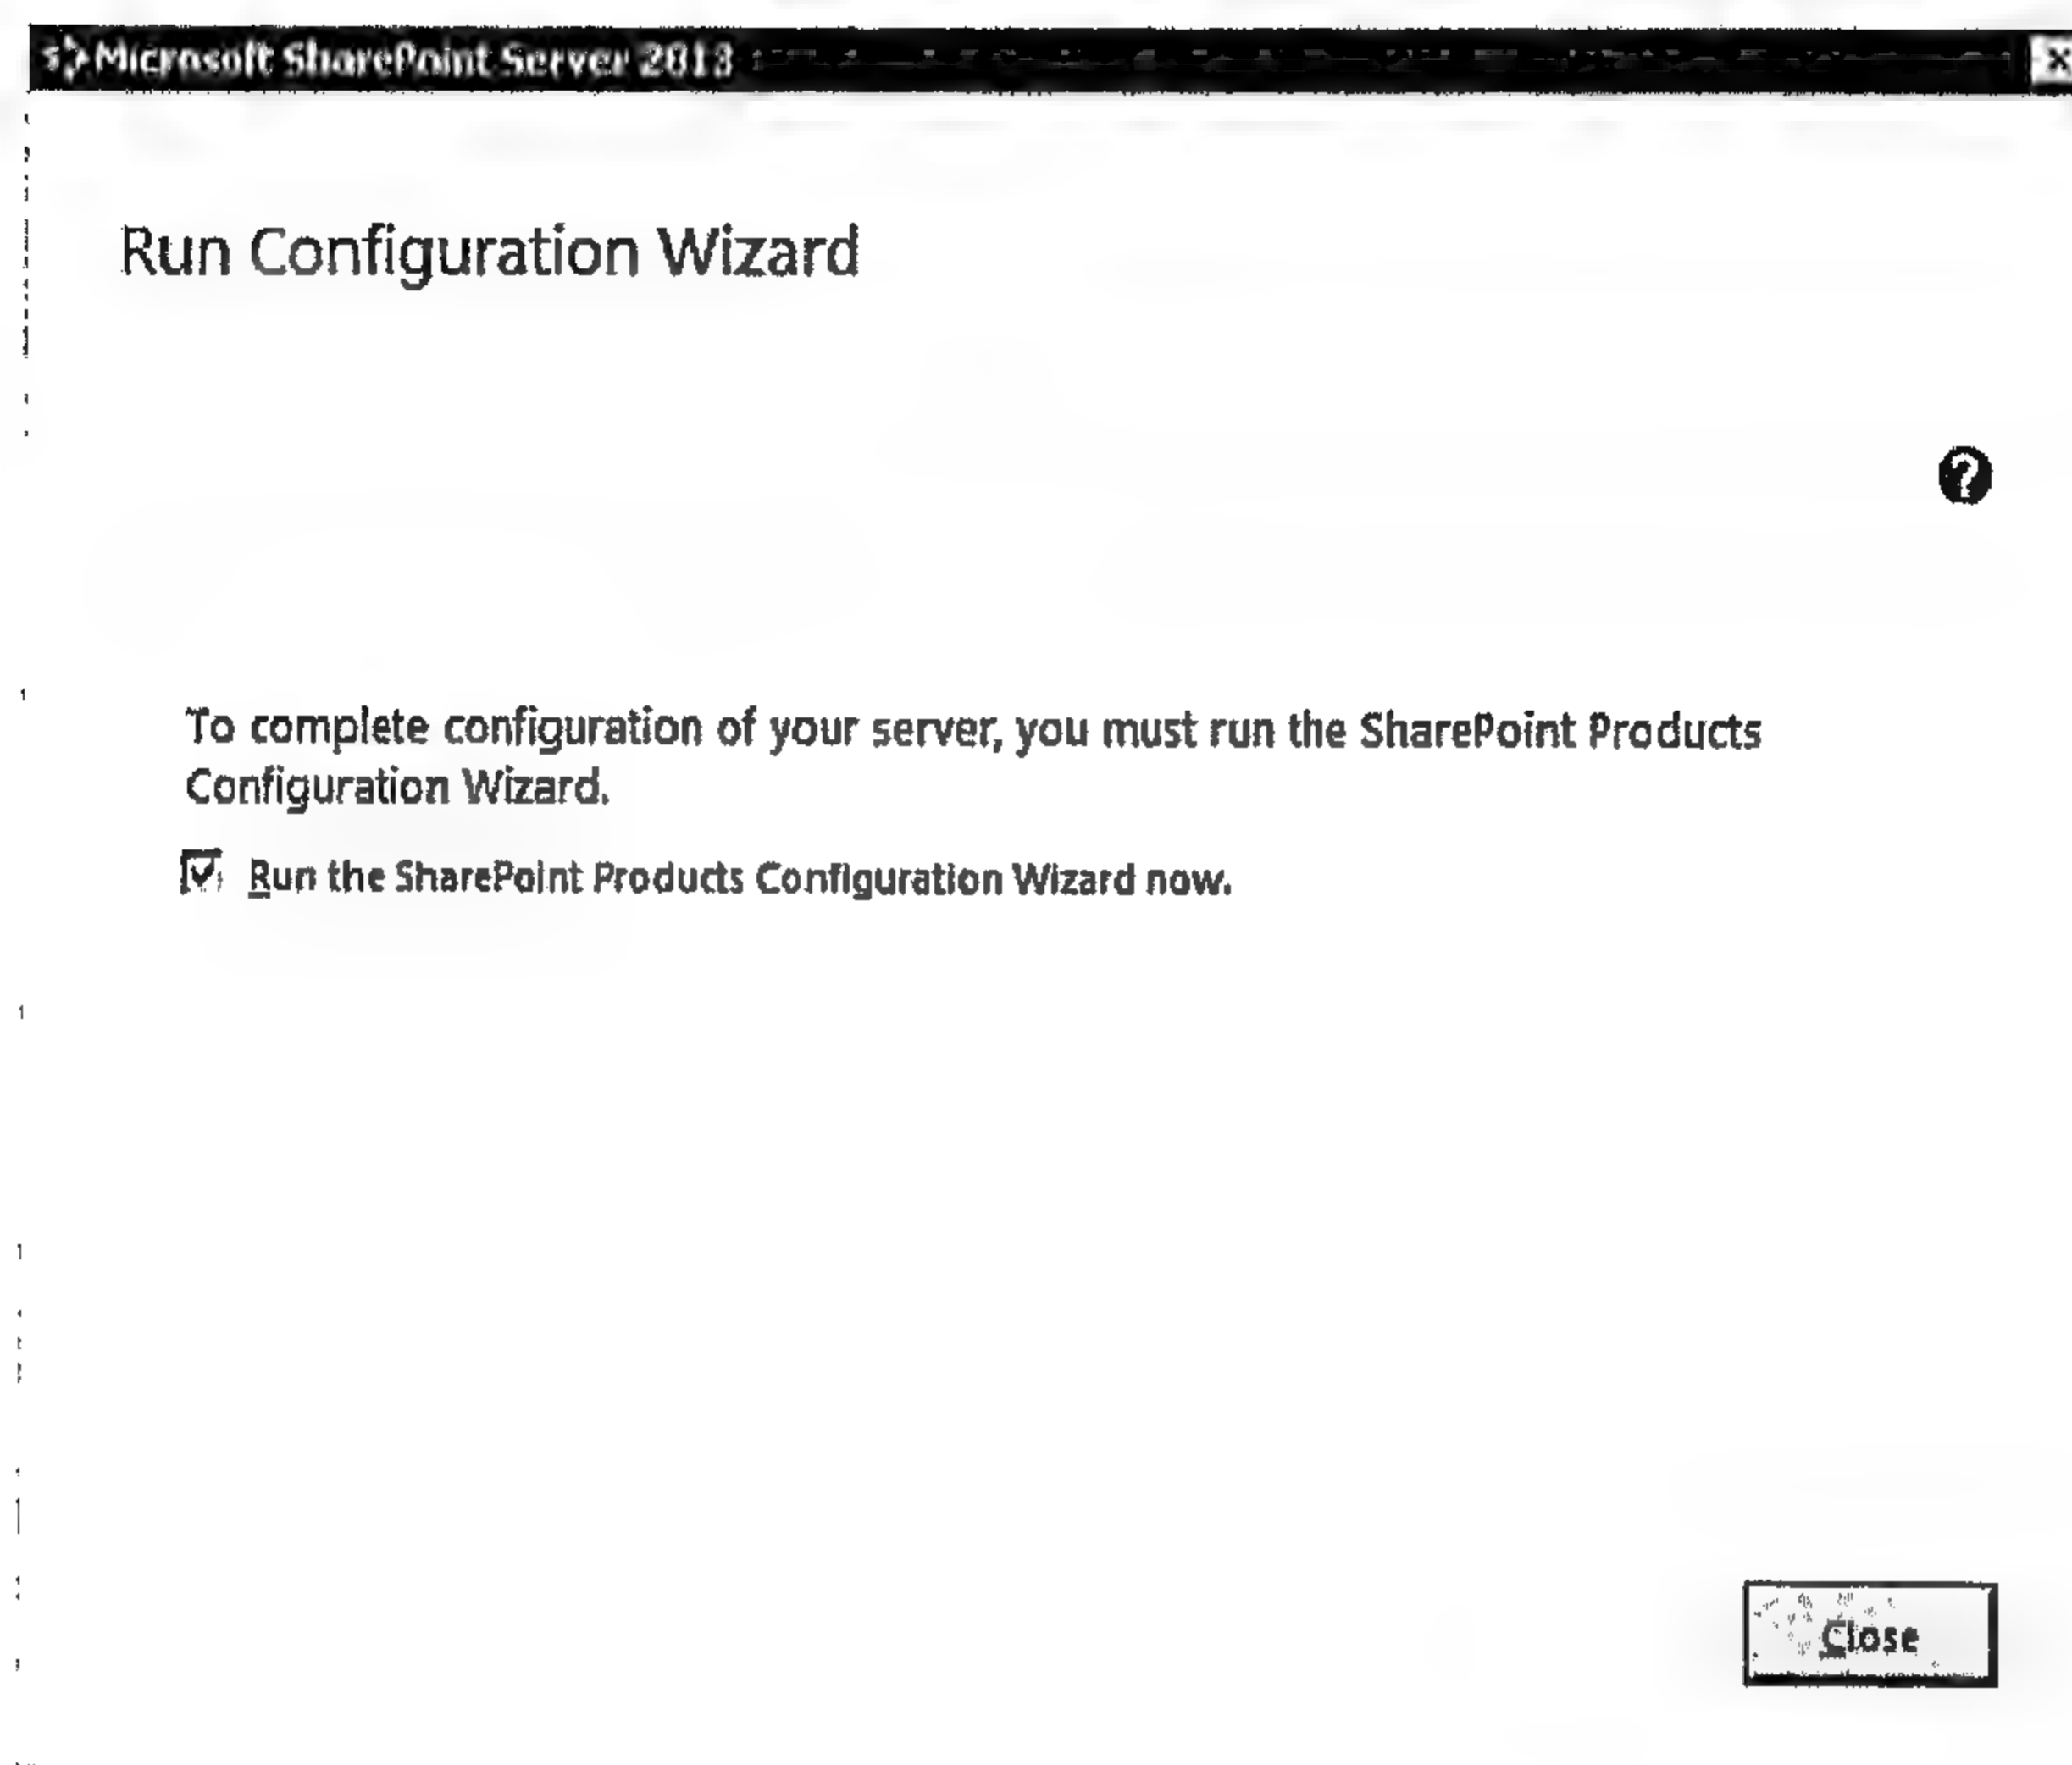 Microsoft SharePoint Server 2013
Run Configuration Wizard
To complete configuration of your server, you must run the SharePoint Products
Configuration Wizard.
Run the SharePoint Products Configuration Wizard now.
Close